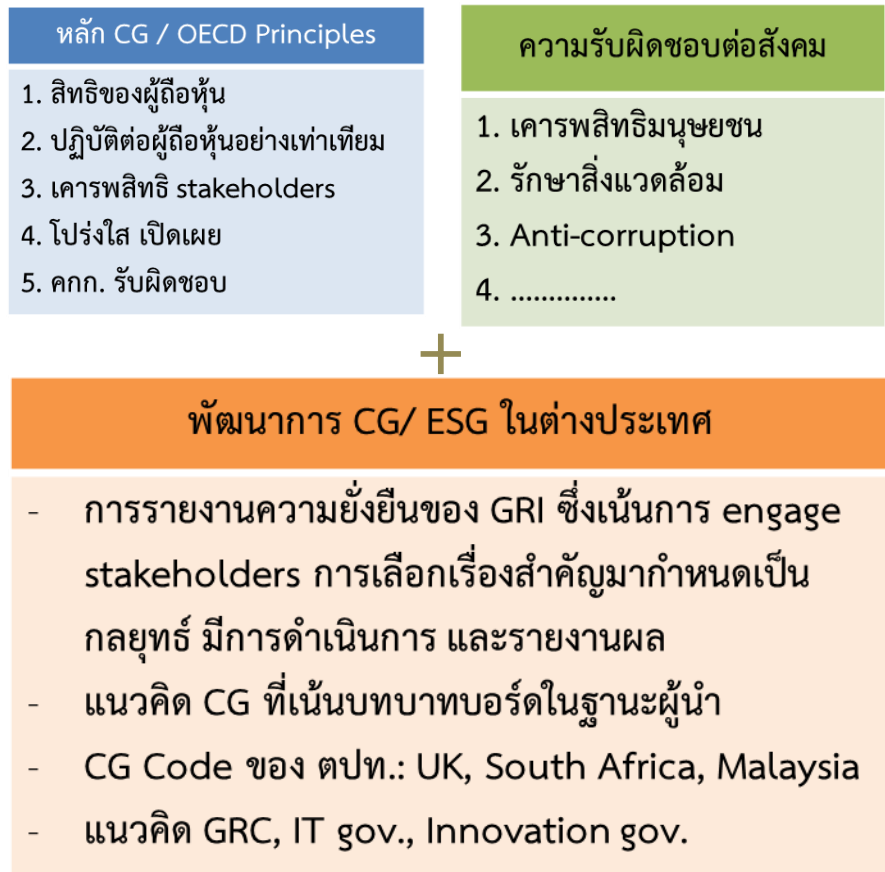 หลัก CG / OECD Principles
1. สิทธิของผู้ถือหุ้น
2. ปฏิบัติต่อผู้ถือหุ้นอย่างเท่าเทียม
3. เคารพสิทธิ stakeholders
4. โปร่งใส เปิดเผย
5. คกก. รับผิดชอบ
ความรับผิดชอบต่อสังคม
1. เคารพสิทธิมนุษยชน
2. รักษาสิ่งแวดล้อม
3. Anti-corruption
4. ..............
+
พัฒนาการ CG/ ESG ในต่างประเทศ
- การรายงานความยั่งยืนของ GRI ซึ่งเน้นการ engage
stakeholders การเลือกเรื่องสำคัญมากำหนดเป็น
กลยุทธ์ มีการดำเนินการ และรายงานผล
- แนวคิด CG ที่เน้นบทบาทบอร์ดในฐานะผู้นำ
- CG Code ของ ตปท.: UK, South Africa, Malaysia
- แนวคิด GRC, IT gov., Innovation gov.